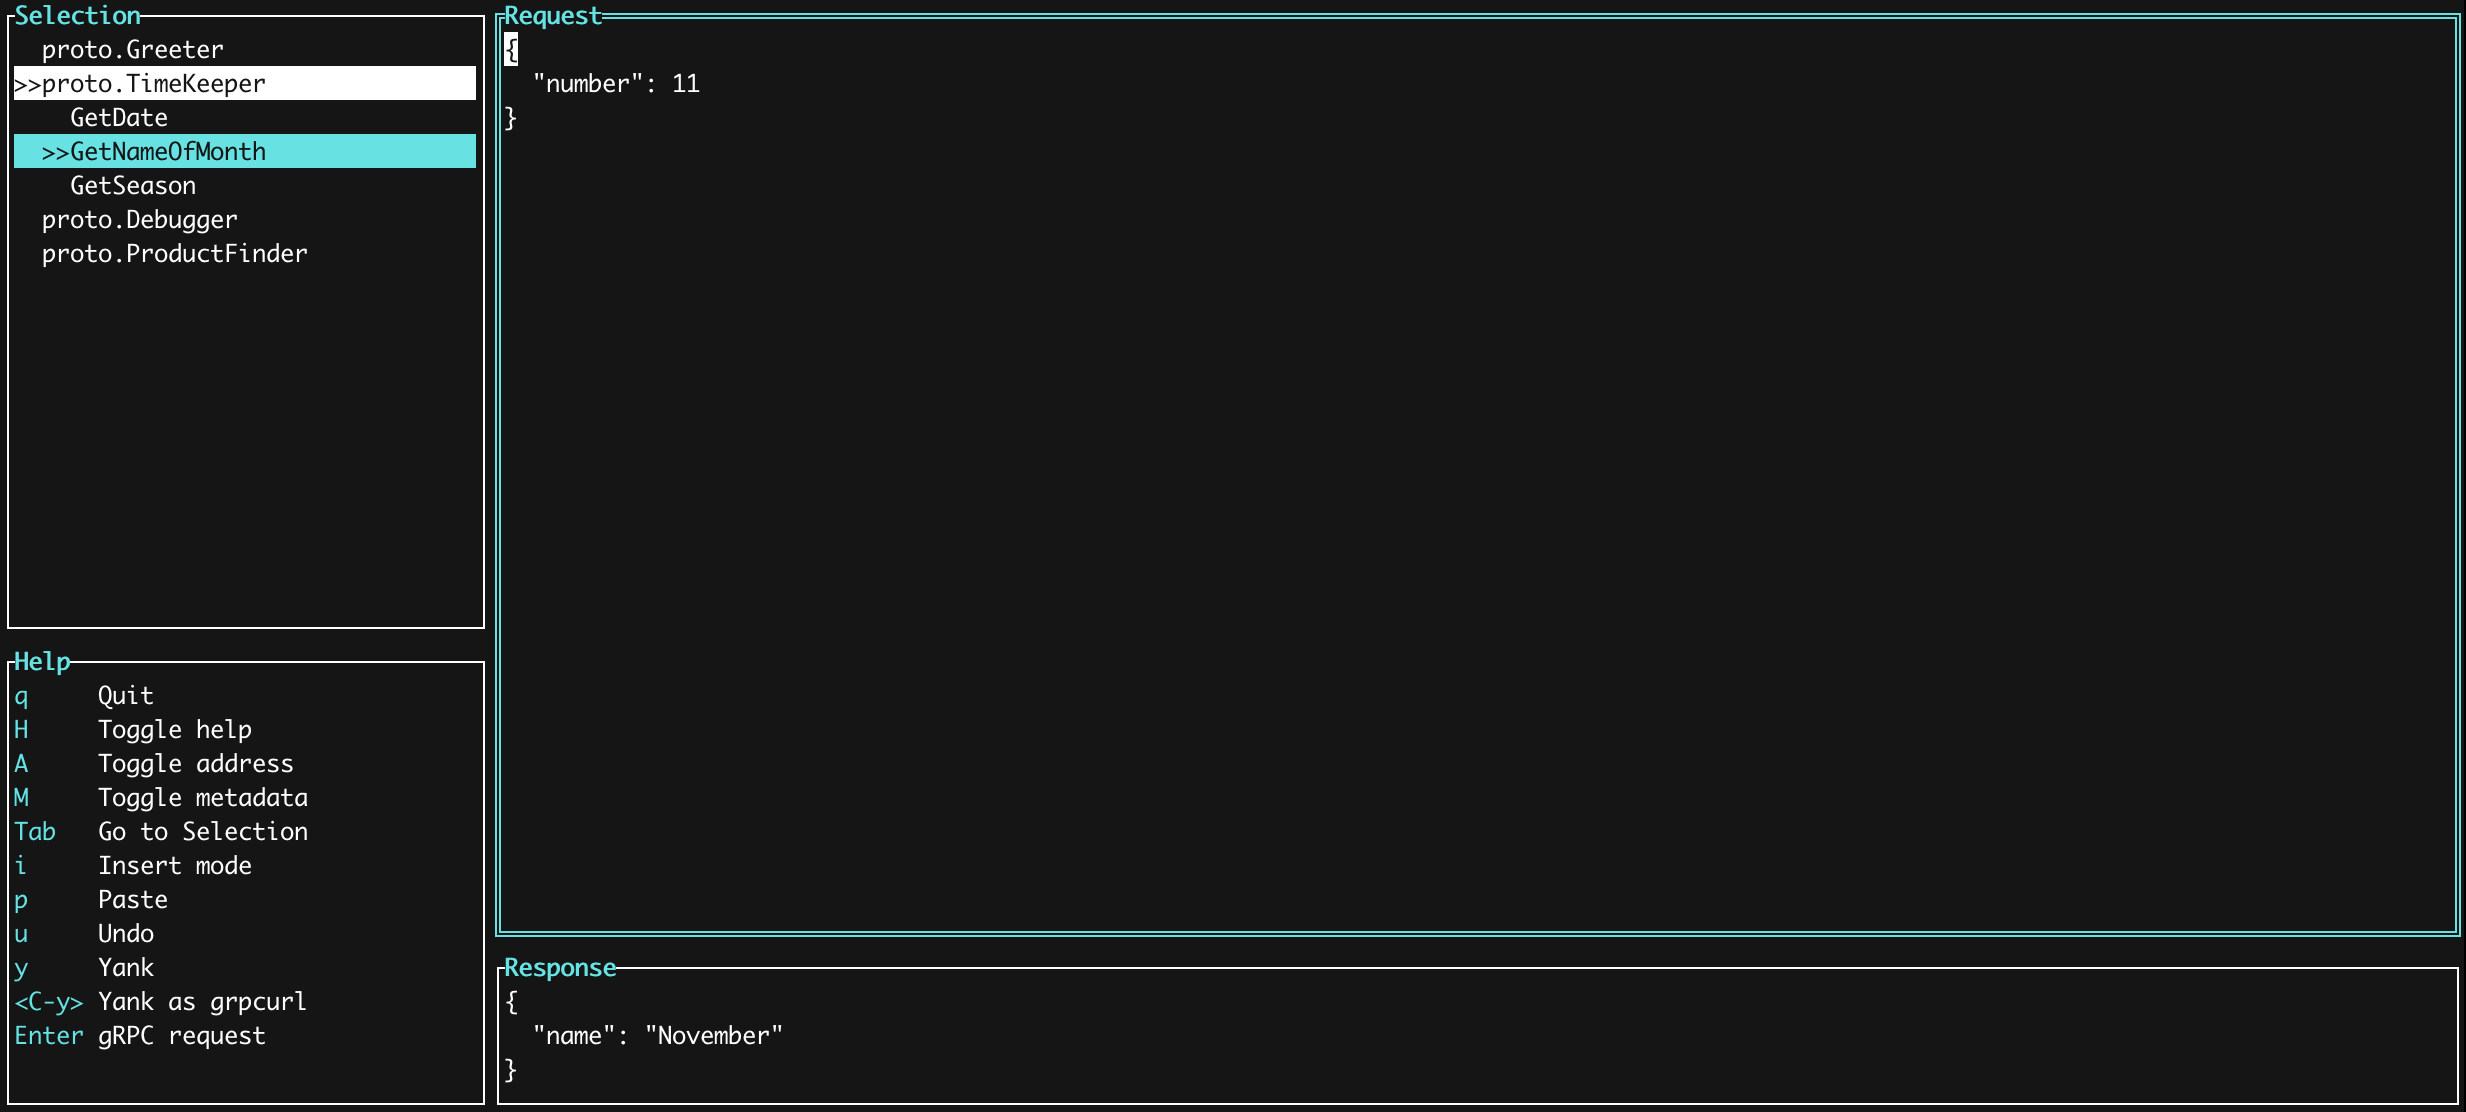 Selection
proto.Greeter
>>proto.TimeKeeper
GetDate
>>GetNameOfMonth
GetSeason
proto.Debugger
proto.ProductFinder
Help
q Quit
H Toggle help
A Toggle address
M Toggle metadata
Tab Go to Selection
i Insert mode
p Paste
u Undo
y Yank
<C-y> Yank as grpcurl
Enter gRPC request
Request
{
"number": 11
}
Response
{
"name": "November"
}